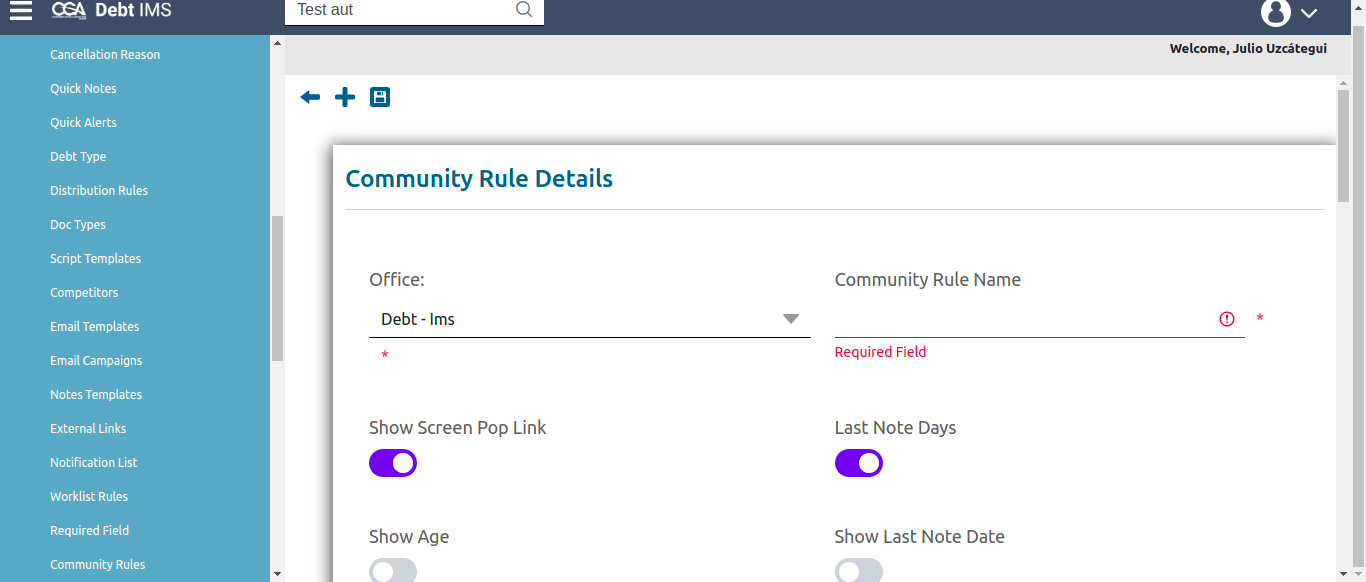 CGA Debt IMS
Test aut
Welcome, Julio Uzcátegui
Cancellation Reason
Quick Notes
Quick Alerts
Debt Type
Distribution Rules
Doc Types
Script Templates
Competitors
Email Templates
Email Campaigns
Notes Templates
External Links
Notification List
Worklist Rules
Required Field
Community Rules
Community Rule Details
Office:
Debt - Ims
*
Community Rule Name
*
Required Field
Show Screen Pop Link
Last Note Days
Show Age
Show Last Note Date